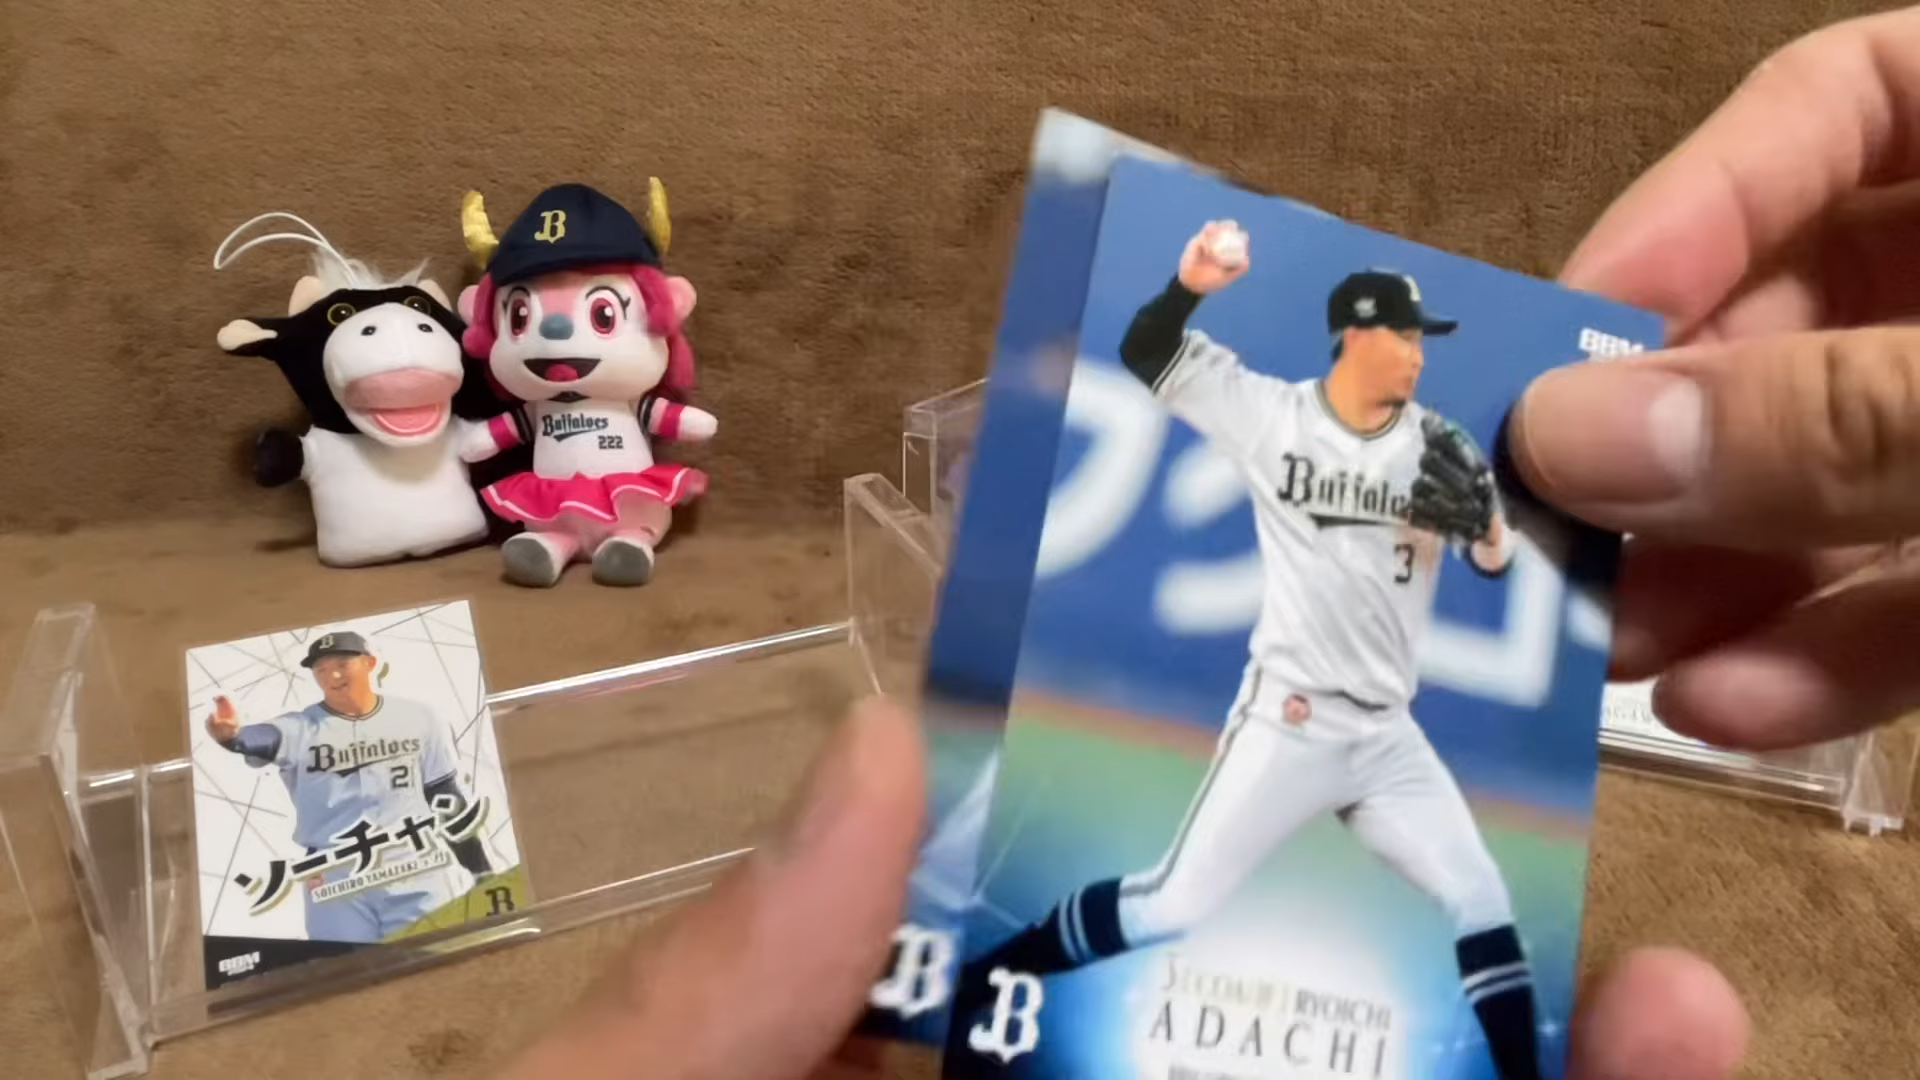 B
Buffaloes
222
BBM
Buffaloes
3
B
B
RYOICHI
ADACHI
B
Buffaloes
2
ソーチャン
SOICHIRO YAMAZAKI
B
BBM